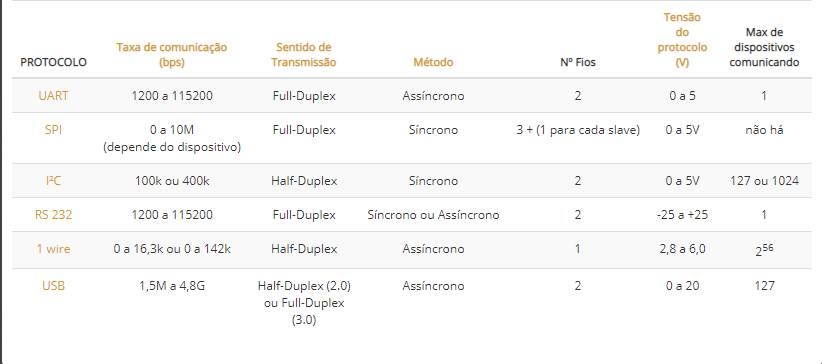 PROTOCOLO Taxa de comunicação (bps) Sentido de Transmissão Método Nº Fios Tensão do protocolo (V) Max de dispositivos comunicando
UART 1200 a 115200 Full-Duplex Assíncrono 2 0 a 5 1
SPI 0 a 10M (depende do dispositivo) Full-Duplex Síncrono 3 + (1 para cada slave) 0 a 5V não há
I²C 100k ou 400k Half-Duplex Síncrono 2 0 a 5V 127 ou 1024
RS 232 1200 a 115200 Full-Duplex Síncrono ou Assíncrono 2 -25 a +25 1
1 wire 0 a 16,3k ou 0 a 142k Half-Duplex Assíncrono 1 2,8 a 6,0 2⁵⁶
USB 1,5M a 4,8G Half-Duplex (2.0) ou Full-Duplex (3.0) Assíncrono 2 0 a 20 127